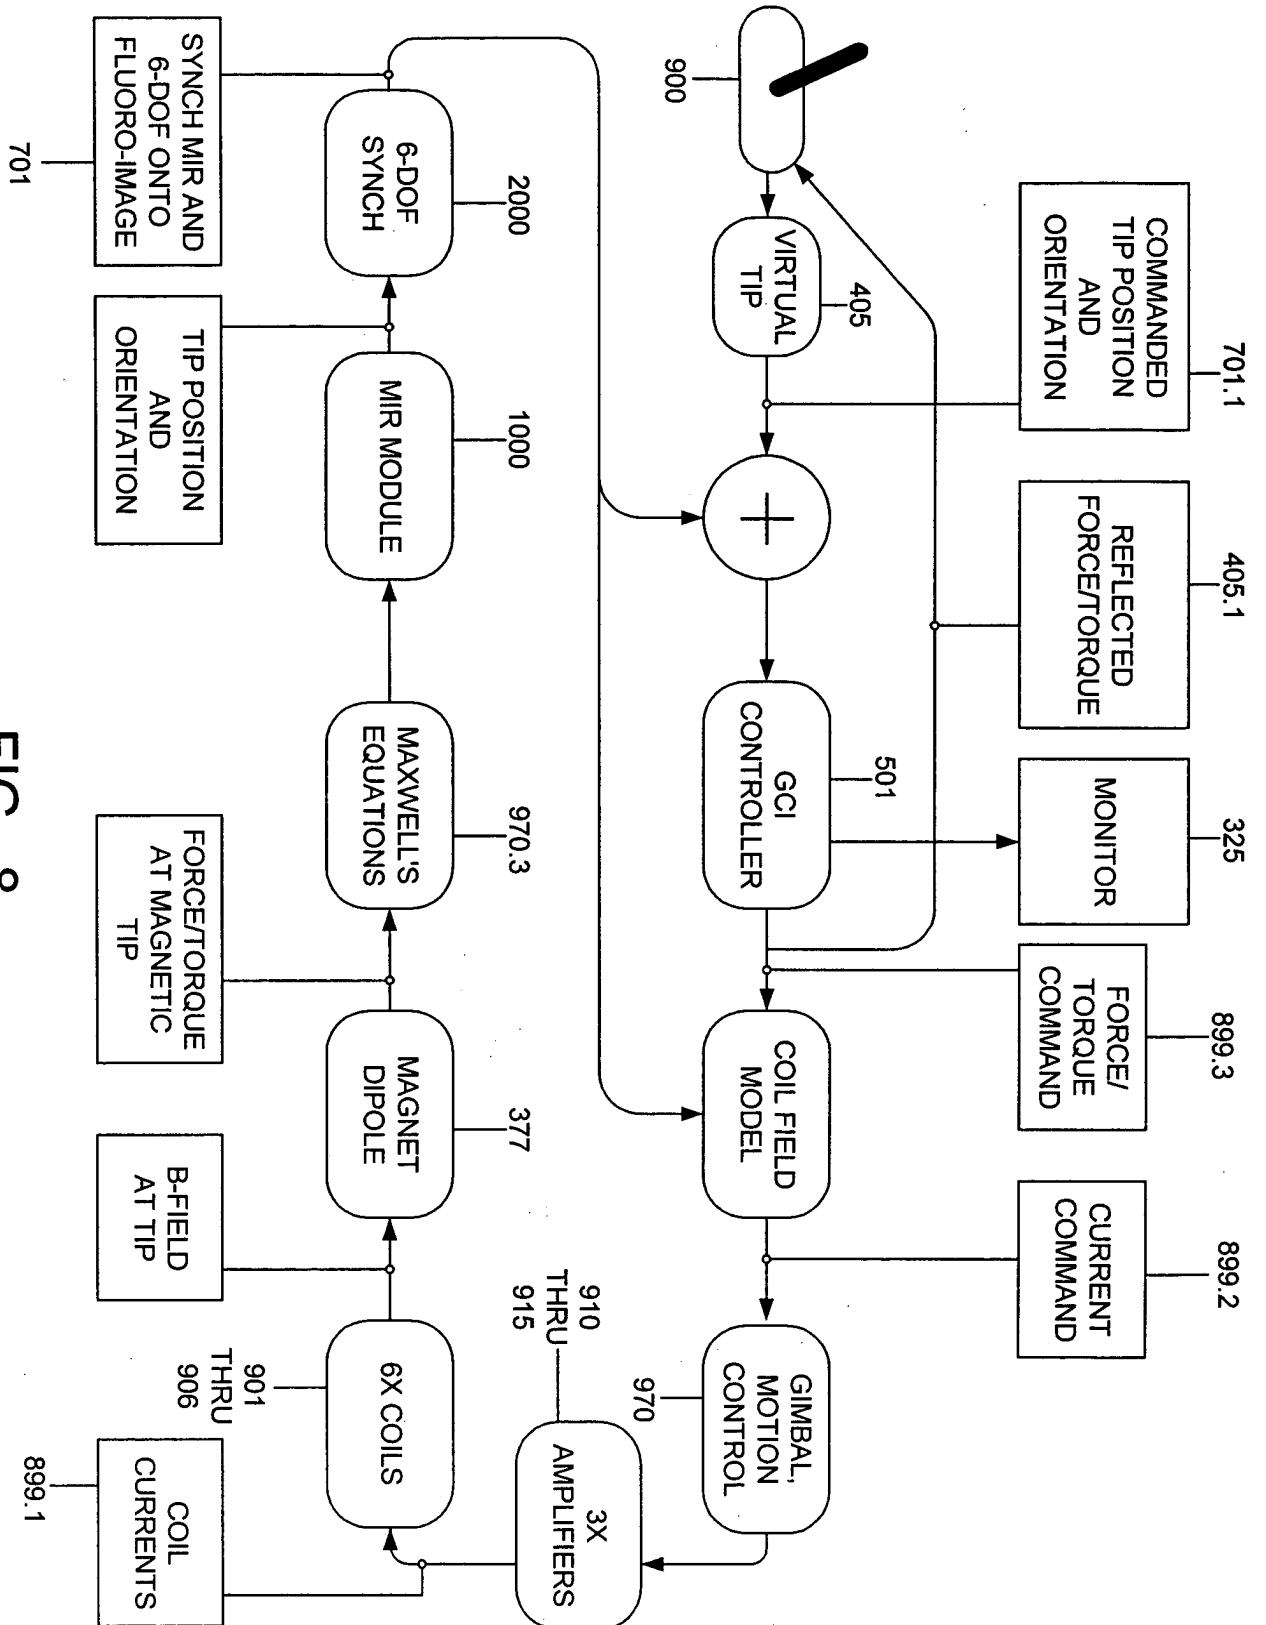 701.1
COMMANDED
TIP POSITION
AND
ORIENTATION
405.1
REFLECTED
FORCE/TORQUE
325
MONITOR
899.3
FORCE/
TORQUE
COMMAND
899.2
CURRENT
COMMAND
900
405
VIRTUAL
TIP
501
GCI
CONTROLLER
COIL FIELD
MODEL
GIMBAL,
MOTION
CONTROL
970
910
THRU
915
3X
AMPLIFIERS
2000
6-DOF
SYNCH
1000
MIR MODULE
970.3
MAXWELL'S
EQUATIONS
377
MAGNET
DIPOLE
6X COILS
901
THRU
906
SYNCH MIR AND
6-DOF ONTO
FLUORO-IMAGE
701
TIP POSITION
AND
ORIENTATION
FORCE/TORQUE
AT MAGNETIC
TIP
B-FIELD
AT TIP
COIL
CURRENTS
899.1
FIG. 8